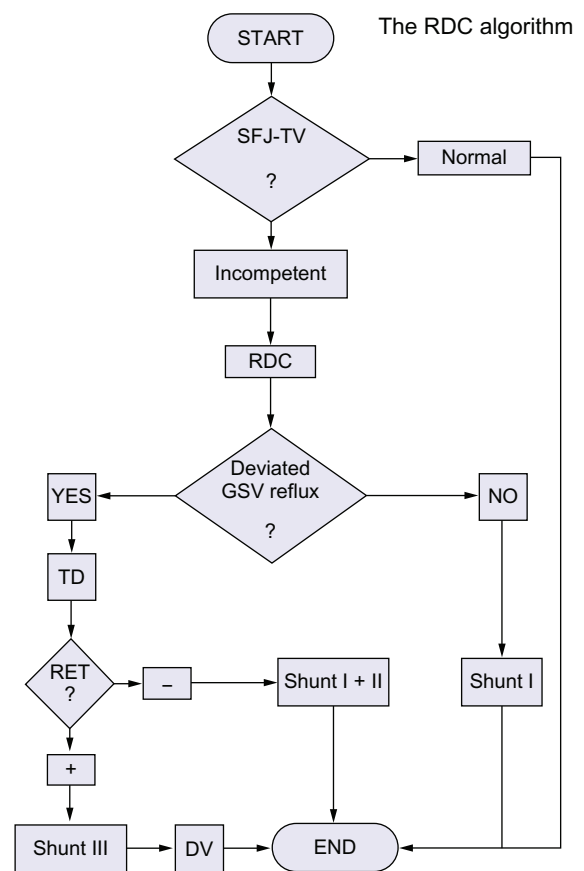 The RDC algorithm
START
SFJ-TV
?
Normal
Incompetent
RDC
Deviated
GSV reflux
?
YES
NO
TD
RET
?
–
Shunt I + II
Shunt I
+
Shunt III
DV
END